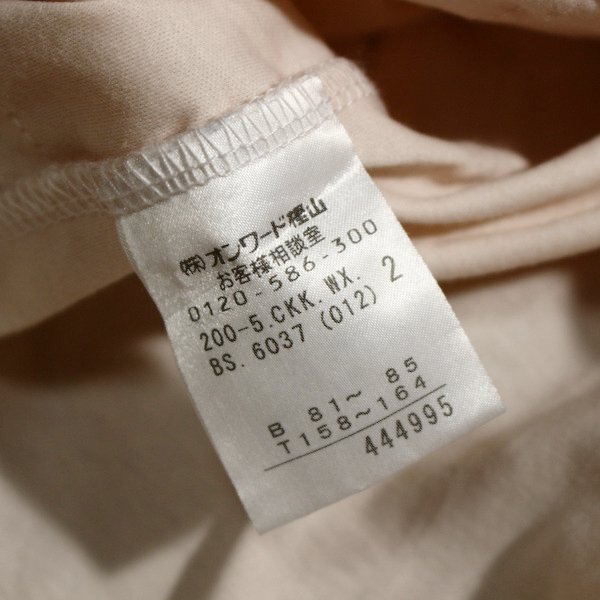 (株)オンワード樫山
お客様相談室
0120-586-300
200-5.CKK.WX. 2
BS. 6037 (012)
B 81〜 85
T158〜164
444995